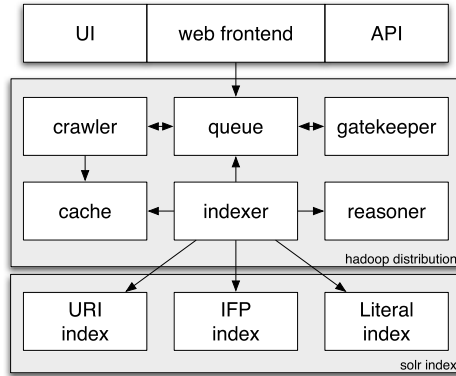 UI
web frontend
API
crawler
queue
gatekeeper
cache
indexer
reasoner
hadoop distribution
URI
index
IFP
index
Literal
index
solr index